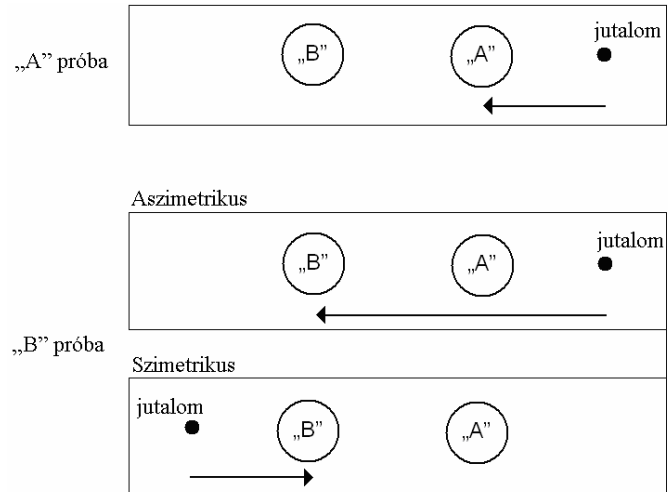 „A” próba
„B”
„A”
jutalom
Aszimetrikus
„B”
„A”
jutalom
„B” próba
Szimetrikus
jutalom
„B”
„A”